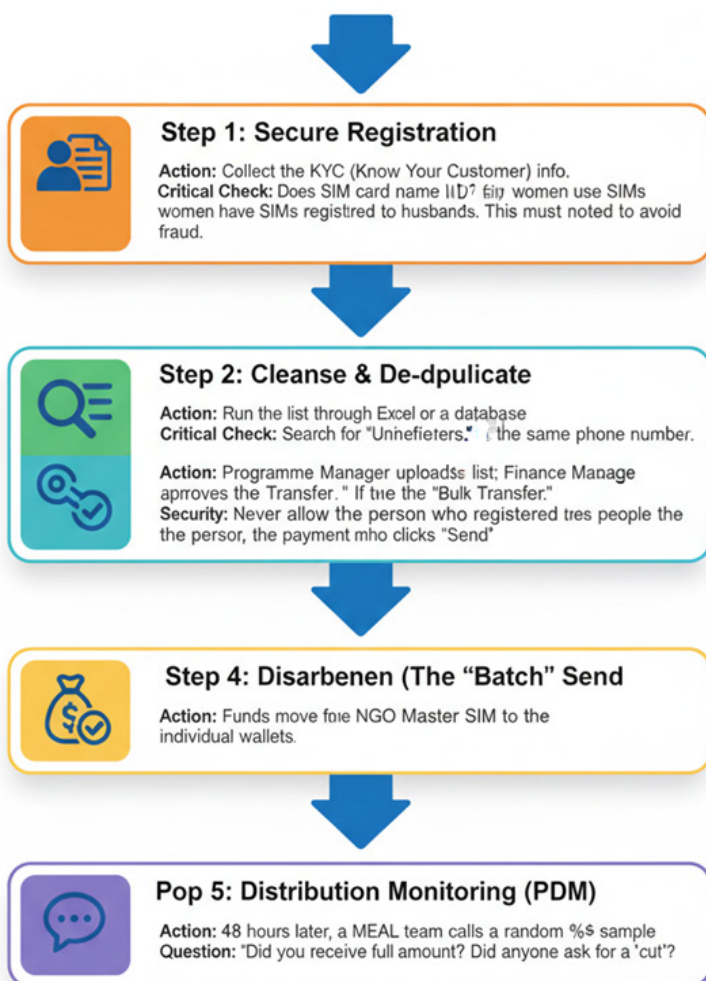 Step 1: Secure Registration
Action: Collect the KYC (Know Your Customer) info.
Critical Check: Does SIM card name women use SIMs
women have SIMs registired to husbands. This must noted to avoid
fraud.
Step 2: Cleanse & De-dpulicate
Action: Run the list through Excel or a database
Critical Check: Search for "Uninefieters." the same phone number.
Action: Programme Manager uploadss list; Finance Manage
aprroves the Transfer. " If the the "Bulk Transfer."
Security: Never allow the person who registered tres people the
the persor, the payment mho clicks "Send"
Step 4: Disarbenen (The "Batch" Send
Action: Funds move foie NGO Master SIM to the
individual wallets.
Pop 5: Distribution Monitoring (PDM)
Action: 48 hours later, a MEAL team calls a random %$ sample
Question: "Did you receive full amount? Did anyone ask for a 'cut'?